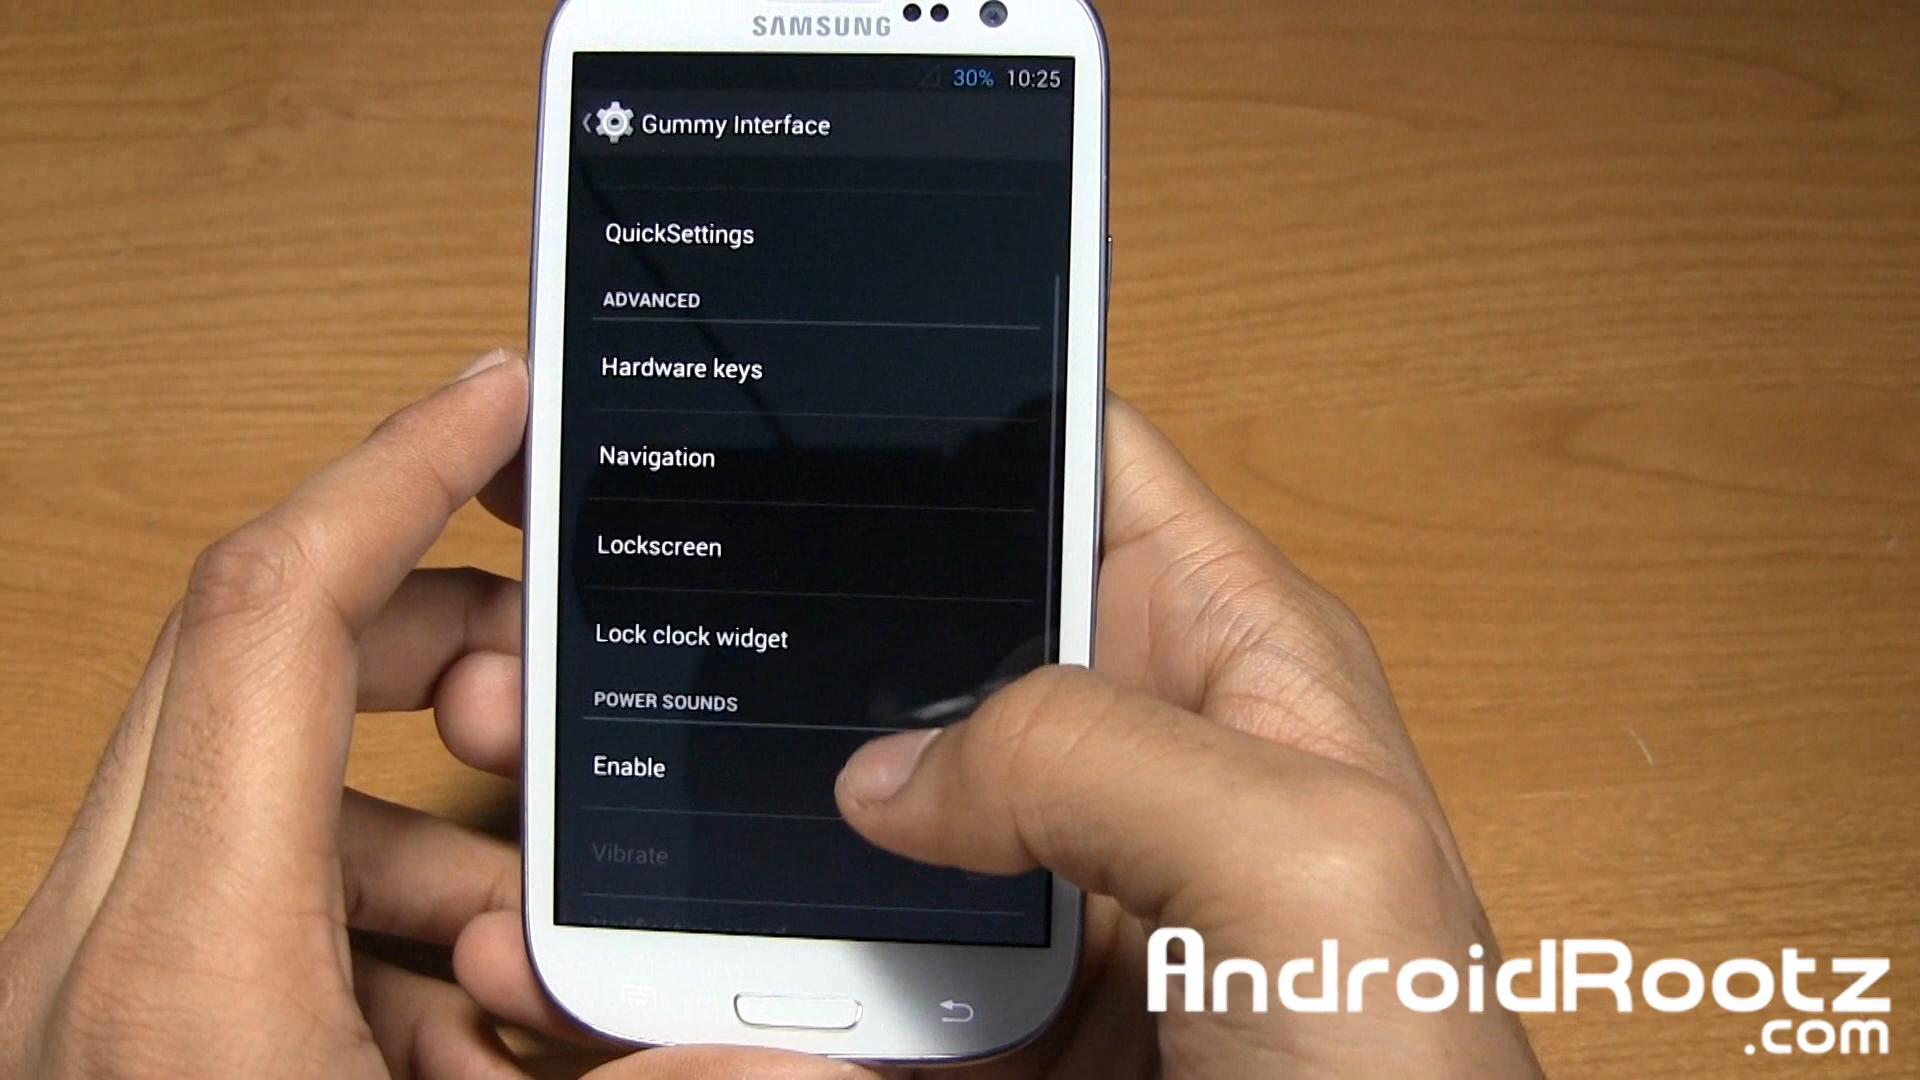 SAMSUNG
30% 10:25
Gummy Interface
QuickSettings
ADVANCED
Hardware keys
Navigation
Lockscreen
Lock clock widget
POWER SOUNDS
Enable
Vibrate
AndroidRootz
.com